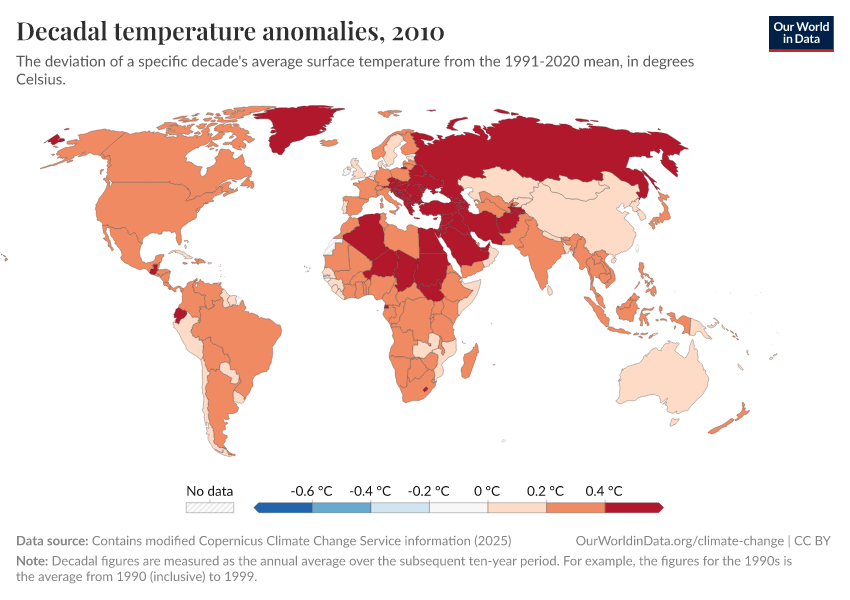 Decadal temperature anomalies, 2010
Our World
in Data
The deviation of a specific decade's average surface temperature from the 1991-2020 mean, in degrees
Celsius.
No data
-0.6 °C
-0.4 °C
-0.2 °C
0 °C
0.2 °C
0.4 °C
Data source: Contains modified Copernicus Climate Change Service information (2025)
OurWorldinData.org/climate-change | CC BY
Note: Decadal figures are measured as the annual average over the subsequent ten-year period. For example, the figures for the 1990s is
the average from 1990 (inclusive) to 1999.